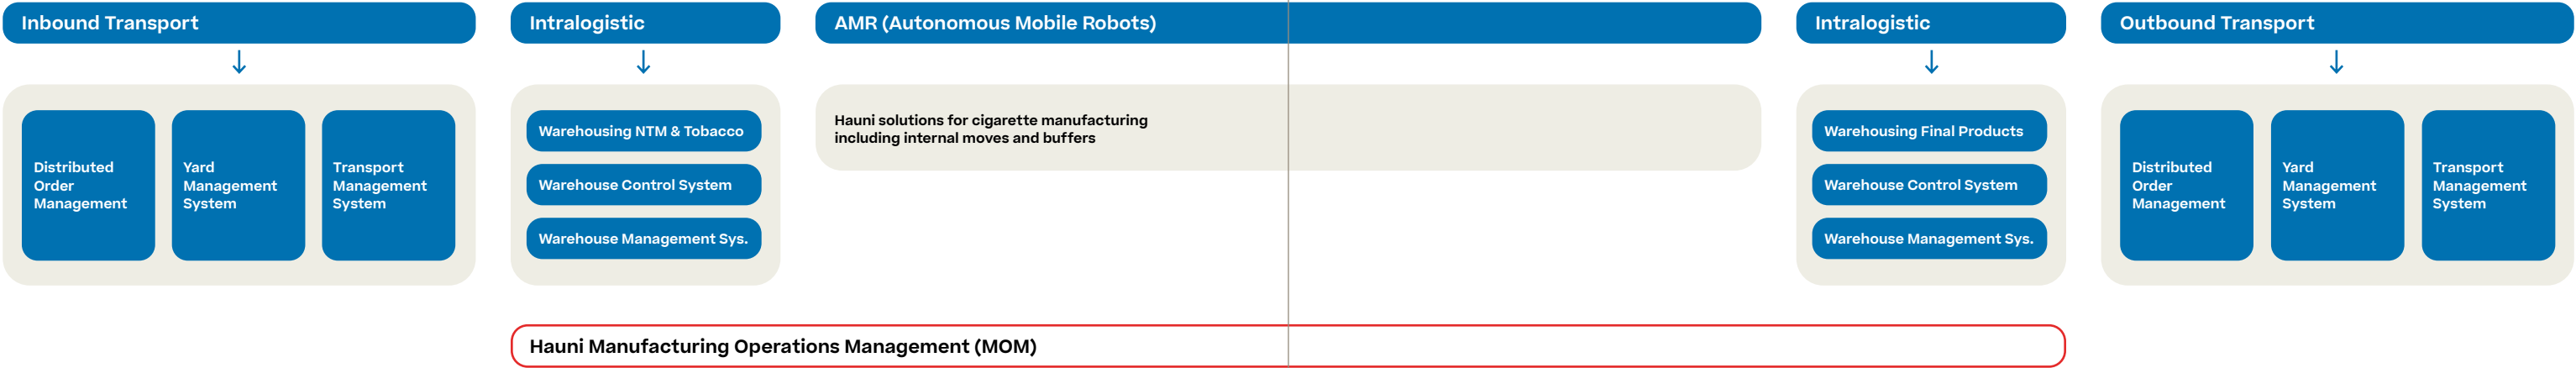 Inbound Transport
Intralogistic
AMR (Autonomous Mobile Robots)
Intralogistic
Outbound Transport
Distributed
Order
Management
Yard
Management
System
Transport
Management
System
Warehousing NTM & Tobacco
Warehouse Control System
Warehouse Management Sys.
Hauni solutions for cigarette manufacturing
including internal moves and buffers
Warehousing Final Products
Warehouse Control System
Warehouse Management Sys.
Distributed
Order
Management
Yard
Management
System
Transport
Management
System
Hauni Manufacturing Operations Management (MOM)